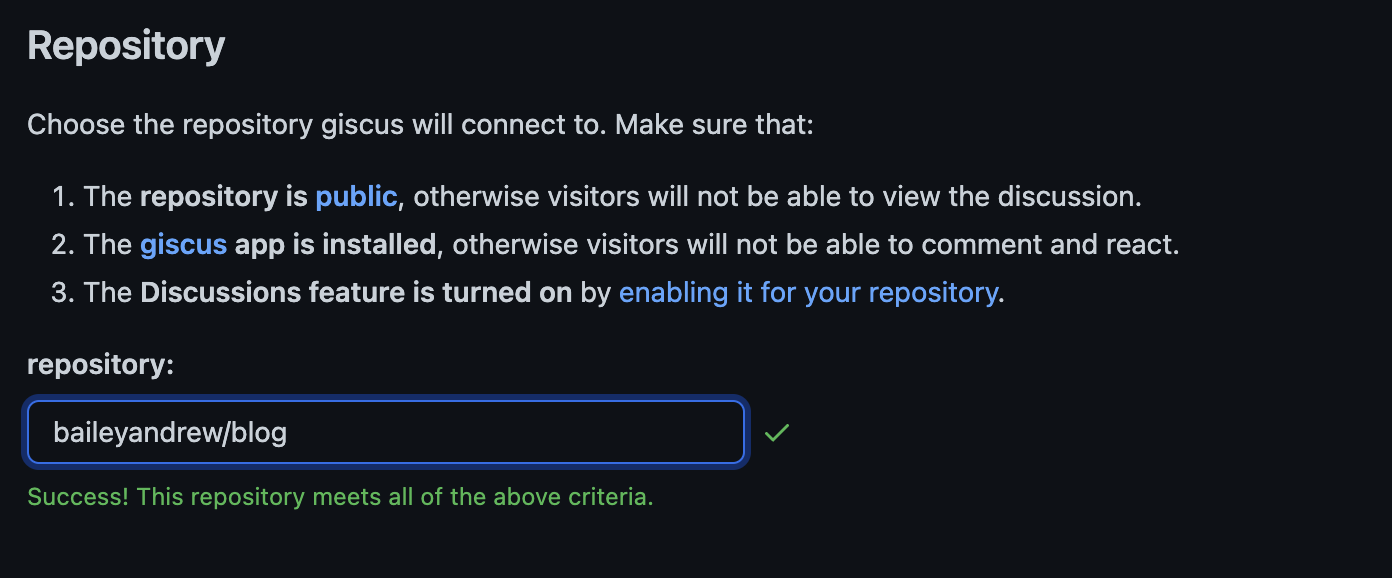 Repository
Choose the repository giscus will connect to. Make sure that:
1. The repository is public, otherwise visitors will not be able to view the discussion.
2. The giscus app is installed, otherwise visitors will not be able to comment and react.
3. The Discussions feature is turned on by enabling it for your repository.
repository:
baileyandrew/blog
Success! This repository meets all of the above criteria.